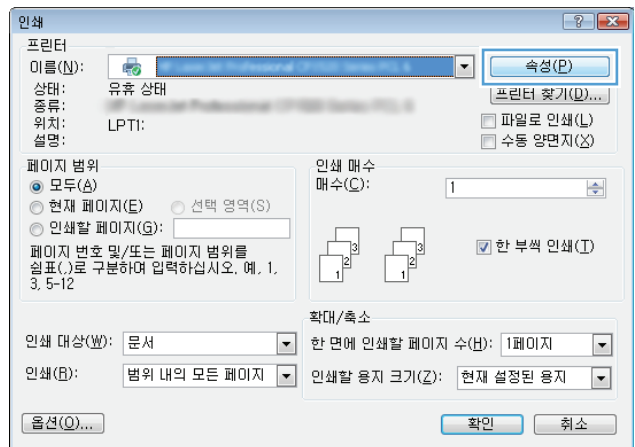 인쇄
프린터
이름(N):
속성(P)
상태: 유휴 상태
프린터 찾기(D)...
종류:
위치: LPT1:
파일로 인쇄(L)
설명:
수동 양면지(X)
페이지 범위
모두(A)
현재 페이지(E) 선택 영역(S)
인쇄할 페이지(G):
페이지 번호 및/또는 페이지 범위를
쉼표(,)로 구분하여 입력하십시오. 예, 1,
3, 5-12
인쇄 매수
매수(C): 1
3 3
2 2
1 1
한 부씩 인쇄(T)
인쇄 대상(W): 문서
인쇄(R): 범위 내의 모든 페이지
확대/축소
한 면에 인쇄할 페이지 수(H): 1페이지
인쇄할 용지 크기(Z): 현재 설정된 용지
옵션(O)...
확인 취소